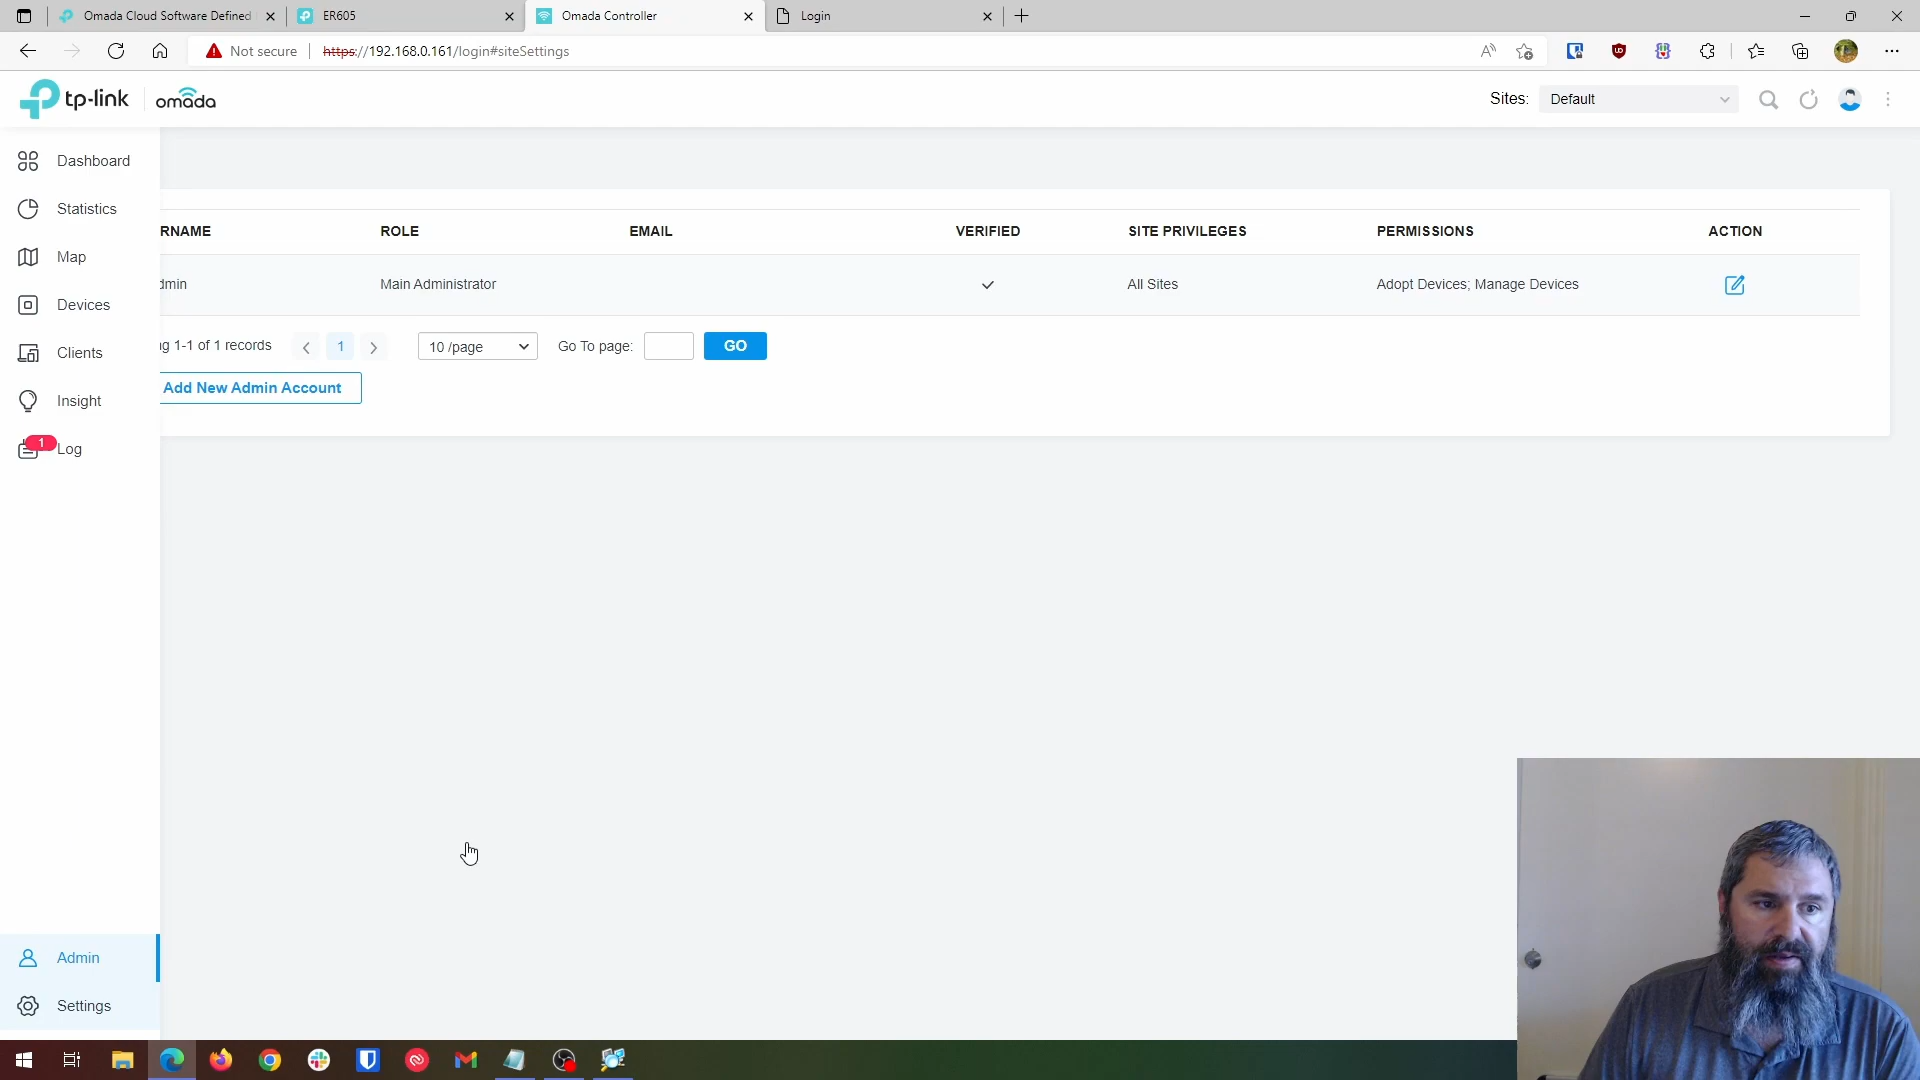 Omada Cloud Software Defined
ER605
Omada Controller
Login
Not secure
https://192.168.0.161/login#siteSettings
tp-link
omada
Sites:
Default
Dashboard
Statistics
Map
Devices
Clients
Insight
1
Log
Admin
Settings
RNAME ROLE EMAIL VERIFIED SITE PRIVILEGES PERMISSIONS ACTION
dmin Main Administrator All Sites Adopt Devices; Manage Devices
g 1-1 of 1 records
1
10 /page
Go To page:
GO
Add New Admin Account